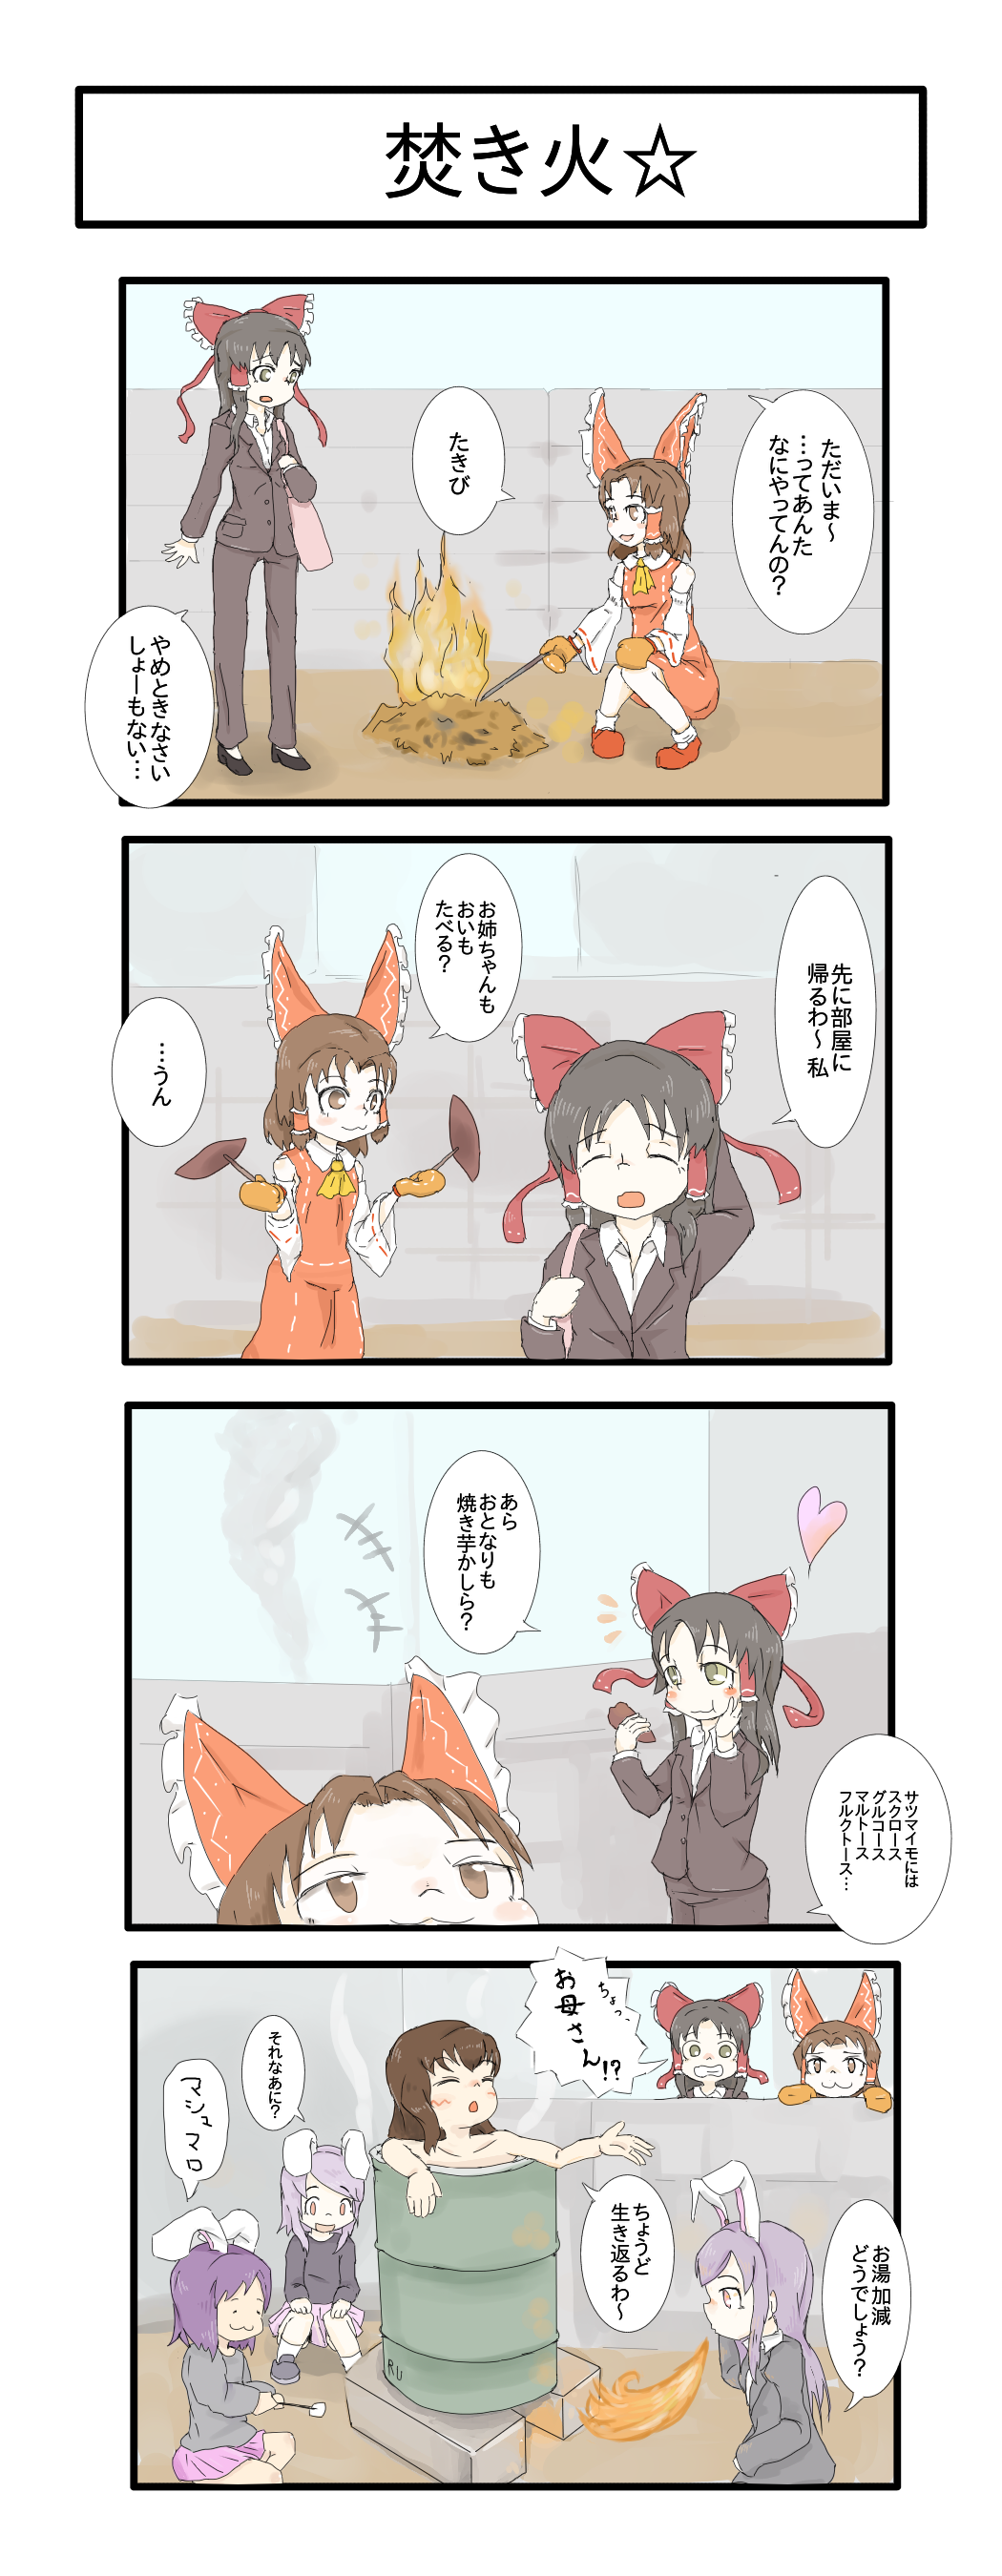 焚き火☆
ただいま～
…ってあんた
なにやってんの？
たきび
やめときなさい
しょーもない…
先に部屋に
帰るわ～ 私
お姉ちゃんも
おいも
たべる？
…うん
あら
おとなりも
焼き芋かしら？
サツマイモには
スクロース
グルコース
マルトース
フルクトース…
ちょっ、
お母さん!?
お湯加減
どうでしょう？
ちょうど
生き返るわ～
それなあに？
マシュマロ
RU